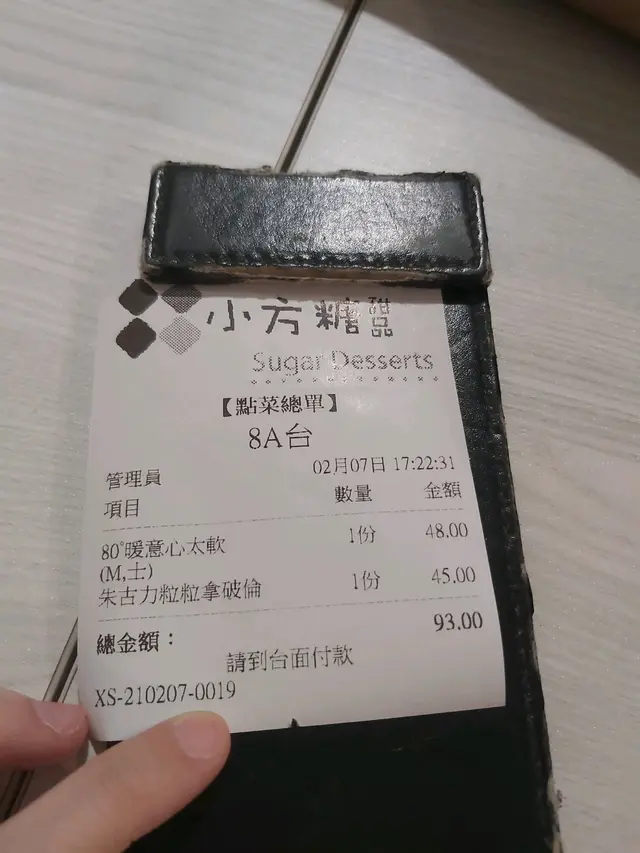 小方糖甜品
Sugar Desserts
【點菜總單】
8A台
管理員 02月07日 17:22:31
項目 數量 金額
80°暖意心太軟 1份 48.00
(M,士)
朱古力粒粒拿破倫 1份 45.00
總金額： 93.00
請到台面付款
XS-210207-0019